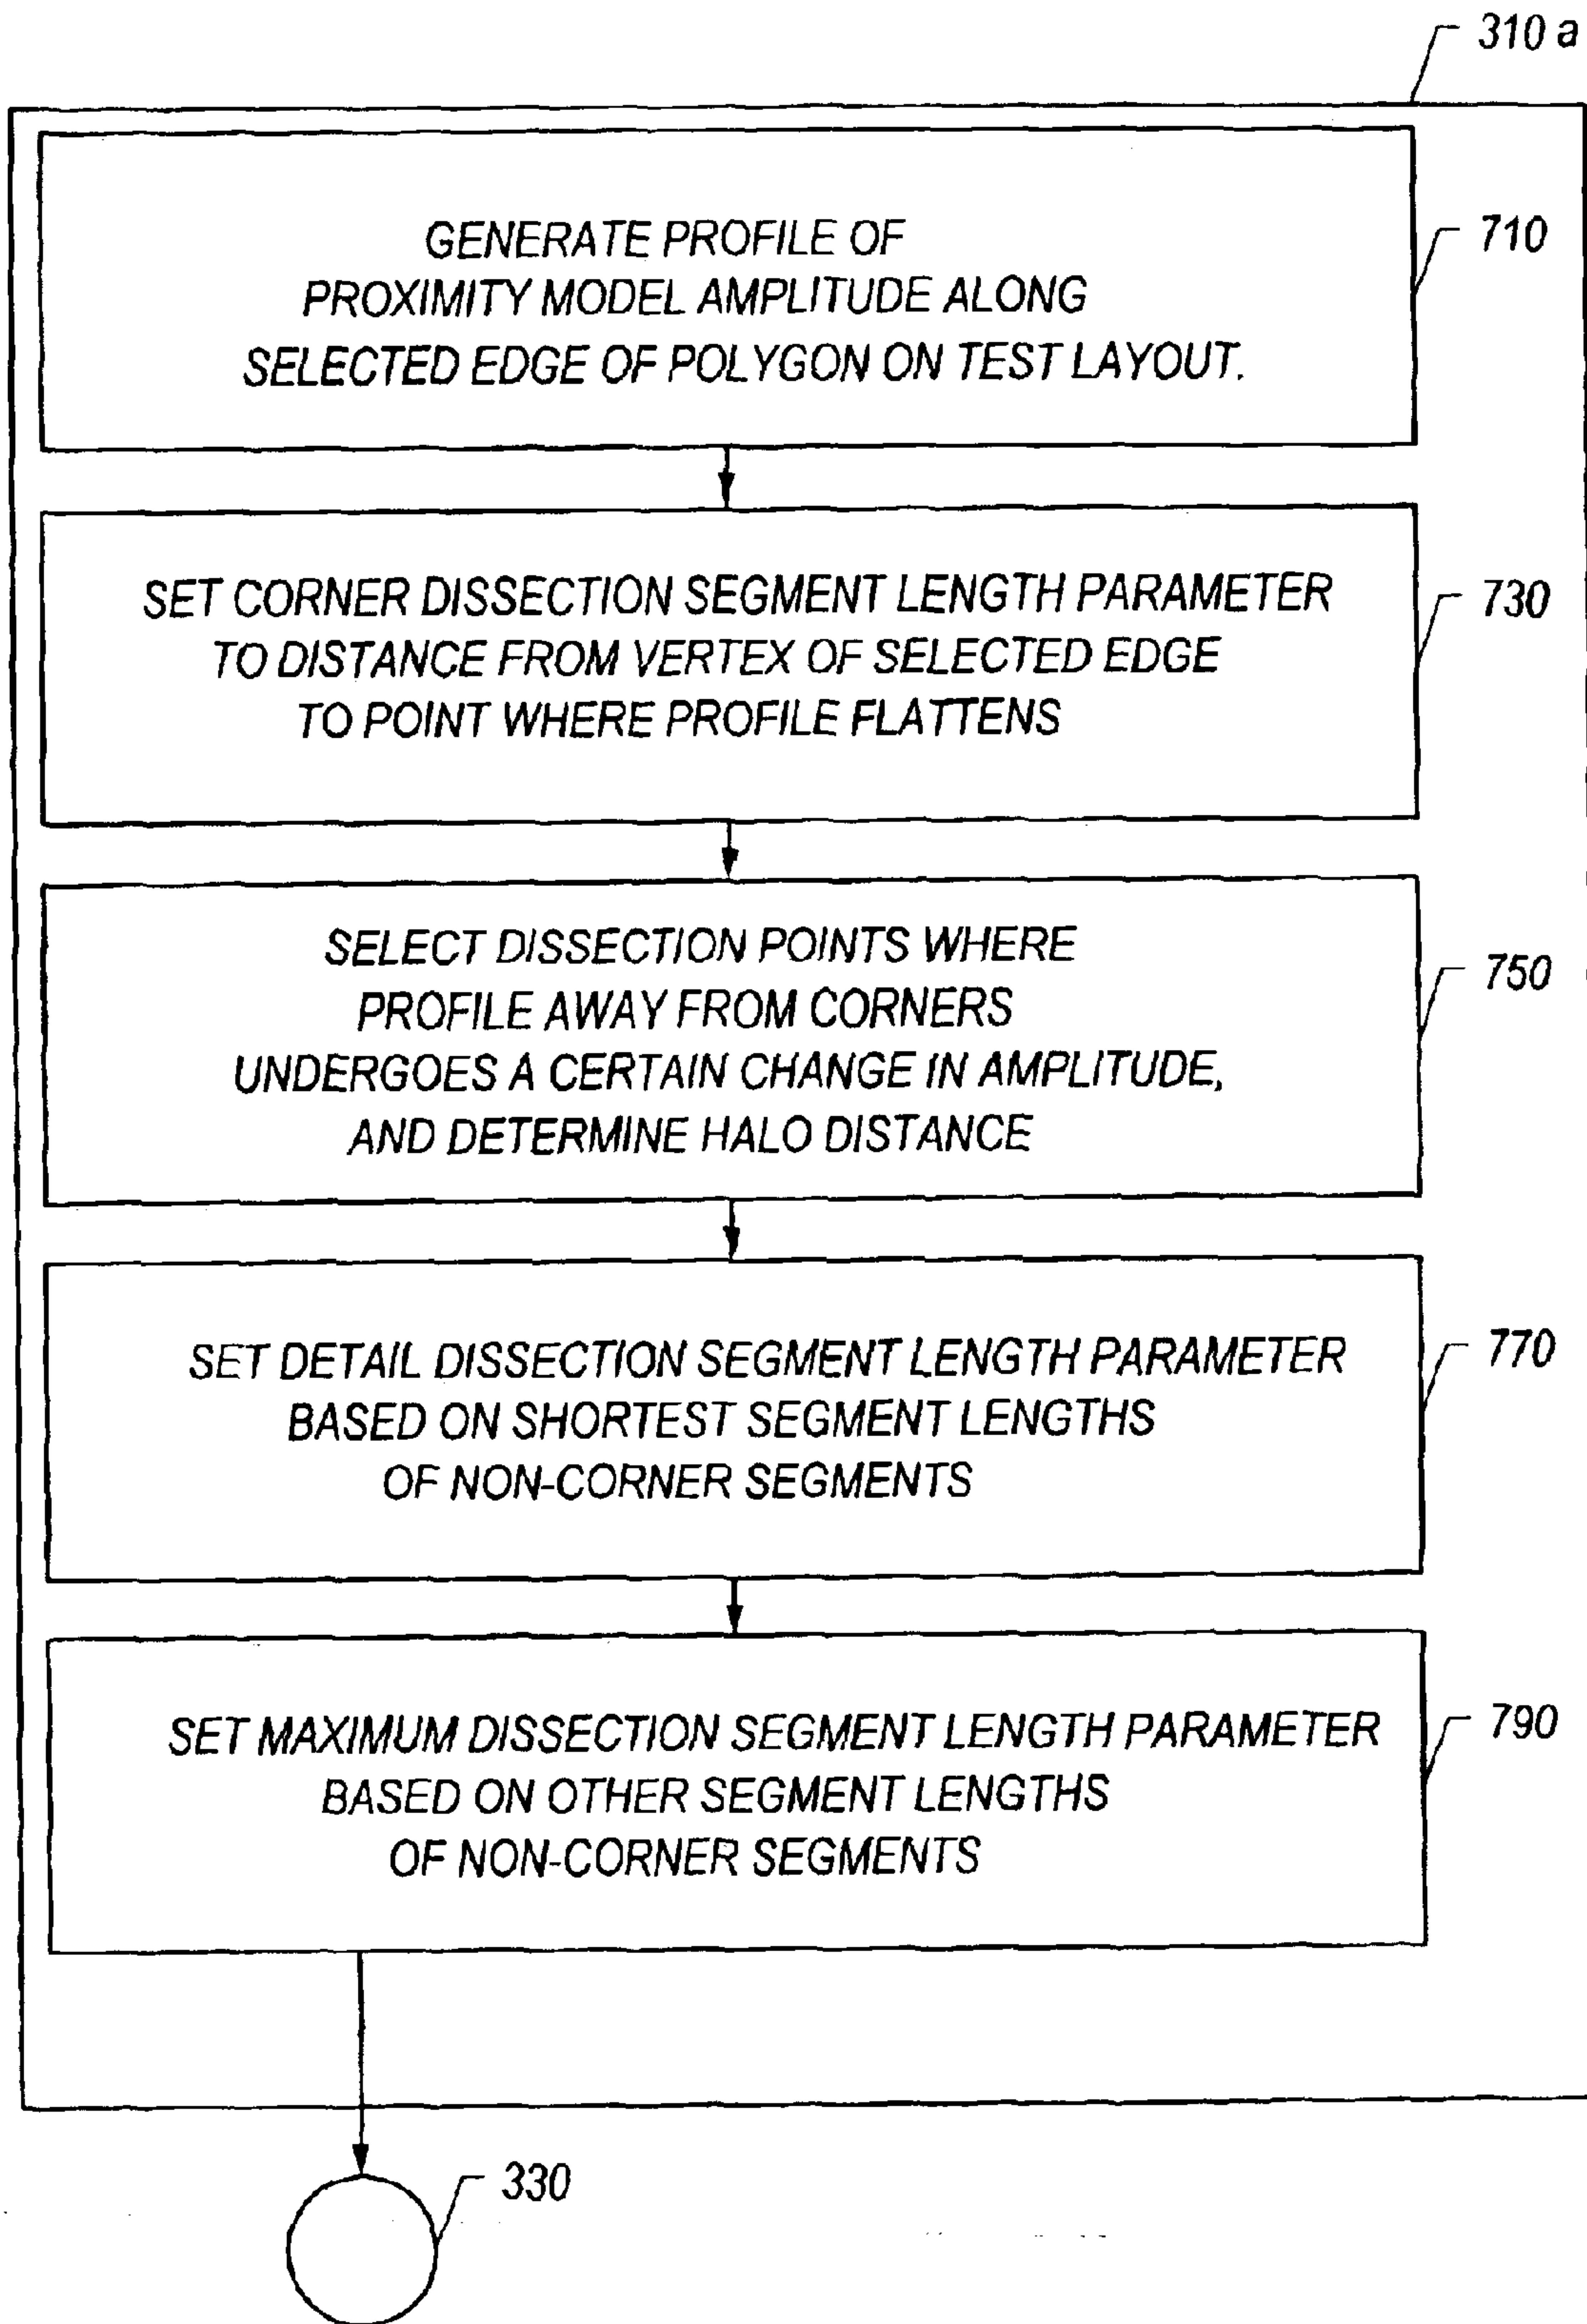 310 a
GENERATE PROFILE OF
PROXIMITY MODEL AMPLITUDE ALONG
SELECTED EDGE OF POLYGON ON TEST LAYOUT.
710
SET CORNER DISSECTION SEGMENT LENGTH PARAMETER
TO DISTANCE FROM VERTEX OF SELECTED EDGE
TO POINT WHERE PROFILE FLATTENS
730
SELECT DISSECTION POINTS WHERE
PROFILE AWAY FROM CORNERS
UNDERGOES A CERTAIN CHANGE IN AMPLITUDE,
AND DETERMINE HALO DISTANCE
750
SET DETAIL DISSECTION SEGMENT LENGTH PARAMETER
BASED ON SHORTEST SEGMENT LENGTHS
OF NON-CORNER SEGMENTS
770
SET MAXIMUM DISSECTION SEGMENT LENGTH PARAMETER
BASED ON OTHER SEGMENT LENGTHS
OF NON-CORNER SEGMENTS
790
330